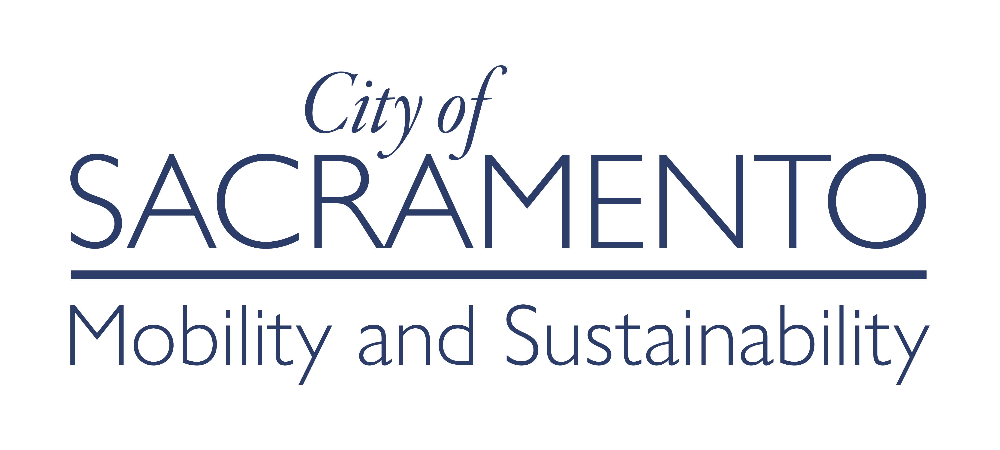 City of
SACRAMENTO
Mobility and Sustainability